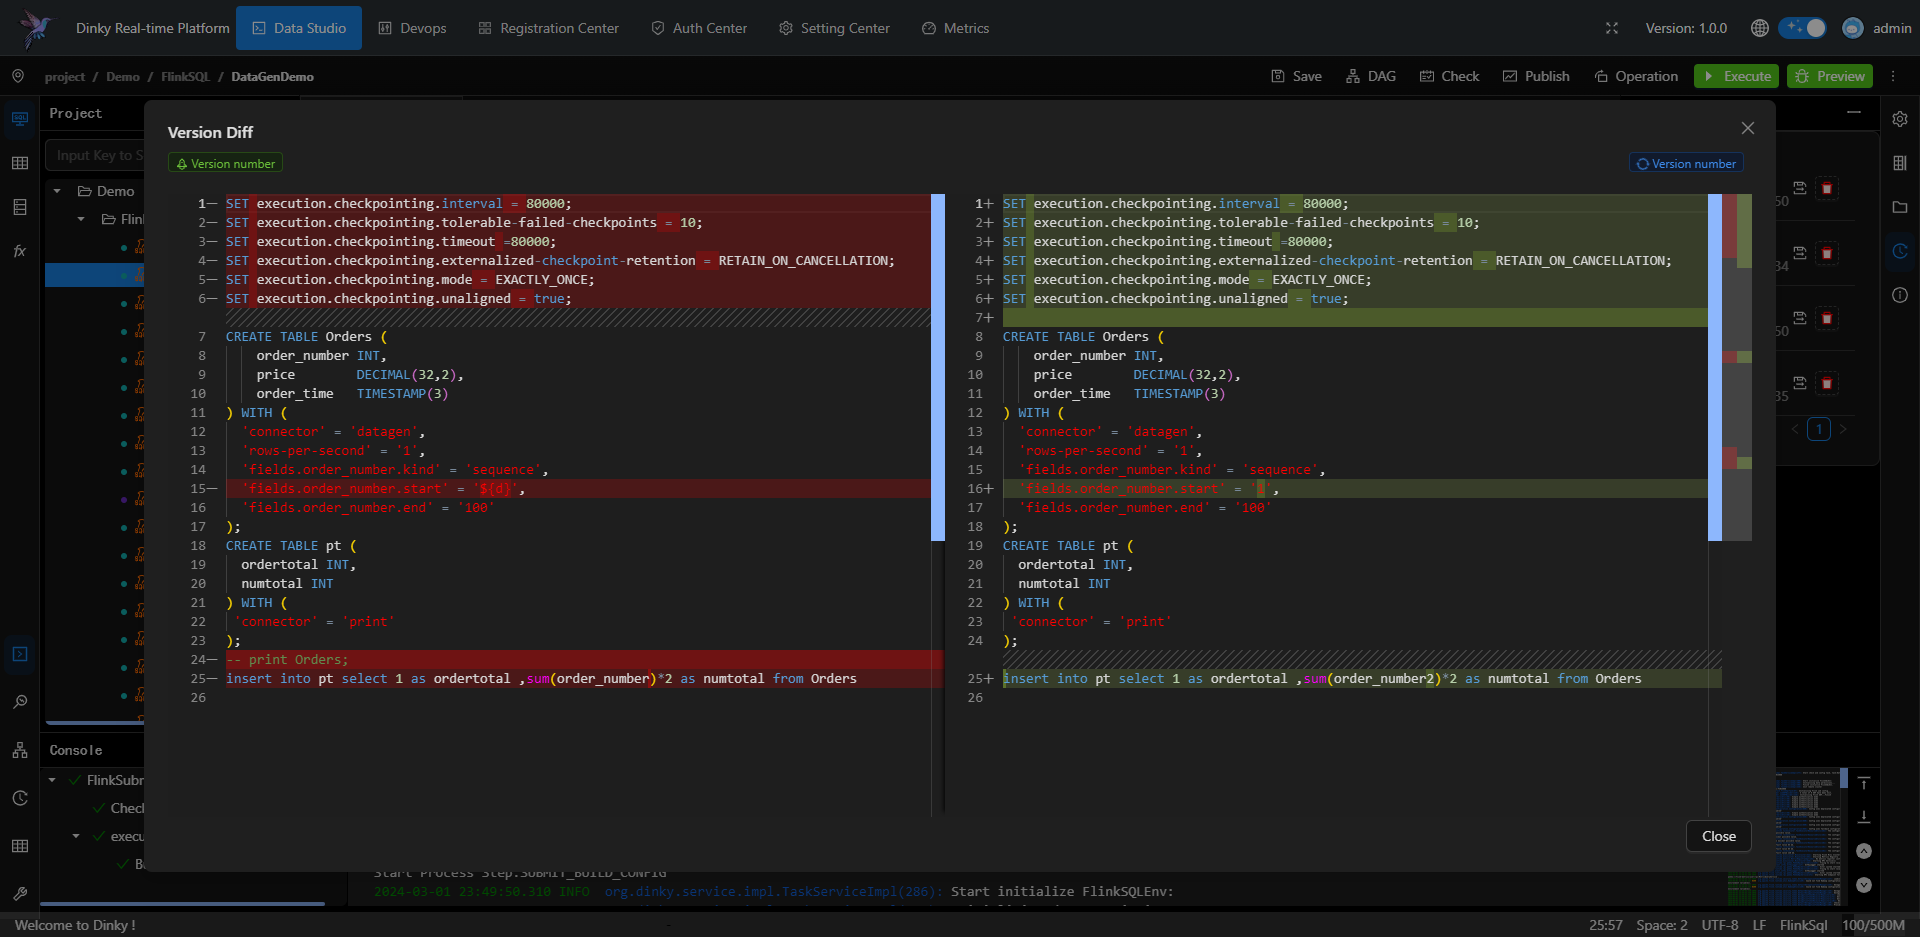 Dinky Real-time Platform Data Studio Devops Registration Center Auth Center Setting Center Metrics Version: 1.0.0 admin
project / Demo / FlinkSQL / DataGenDemo Save DAG Check Publish Operation Execute Preview
Project
Input Key to S
Demo
Flin
Version Diff
Version number Version number
1— SET execution.checkpointing.interval = 80000;
2— SET execution.checkpointing.tolerable-failed-checkpoints = 10;
3— SET execution.checkpointing.timeout =80000;
4— SET execution.checkpointing.externalized-checkpoint-retention = RETAIN_ON_CANCELLATION;
5— SET execution.checkpointing.mode = EXACTLY_ONCE;
6— SET execution.checkpointing.unaligned = true;
7 CREATE TABLE Orders (
8 order_number INT,
9 price DECIMAL(32,2),
10 order_time TIMESTAMP(3)
11 ) WITH (
12 'connector' = 'datagen',
13 'rows-per-second' = '1',
14 'fields.order_number.kind' = 'sequence',
15— 'fields.order_number.start' = '${d}',
16 'fields.order_number.end' = '100'
17 );
18 CREATE TABLE pt (
19 ordertotal INT,
20 numtotal INT
21 ) WITH (
22 'connector' = 'print'
23 );
24— -- print Orders;
25— insert into pt select 1 as ordertotal ,sum(order_number)*2 as numtotal from Orders
26
1+ SET execution.checkpointing.interval = 80000;
2+ SET execution.checkpointing.tolerable-failed-checkpoints = 10;
3+ SET execution.checkpointing.timeout =80000;
4+ SET execution.checkpointing.externalized-checkpoint-retention = RETAIN_ON_CANCELLATION;
5+ SET execution.checkpointing.mode = EXACTLY_ONCE;
6+ SET execution.checkpointing.unaligned = true;
7+
8 CREATE TABLE Orders (
9 order_number INT,
10 price DECIMAL(32,2),
11 order_time TIMESTAMP(3)
12 ) WITH (
13 'connector' = 'datagen',
14 'rows-per-second' = '1',
15 'fields.order_number.kind' = 'sequence',
16+ 'fields.order_number.start' = ' ',
17 'fields.order_number.end' = '100'
18 );
19 CREATE TABLE pt (
20 ordertotal INT,
21 numtotal INT
22 ) WITH (
23 'connector' = 'print'
24 );
25+ insert into pt select 1 as ordertotal ,sum(order_number2)*2 as numtotal from Orders
26
50
34
50
35
< 1 >
Close
Console
FlinkSubm
Check
execu
B
Start Process Step:SUBMIT_BUILD_CONFIG
2024-03-01 23:49:50.310 INFO org.dinky.service.impl.TaskServiceImpl(286): Start initialize FlinkSQLEnv:
Welcome to Dinky ! 25:57 Space: 2 UTF-8 LF FlinkSql 100/500M